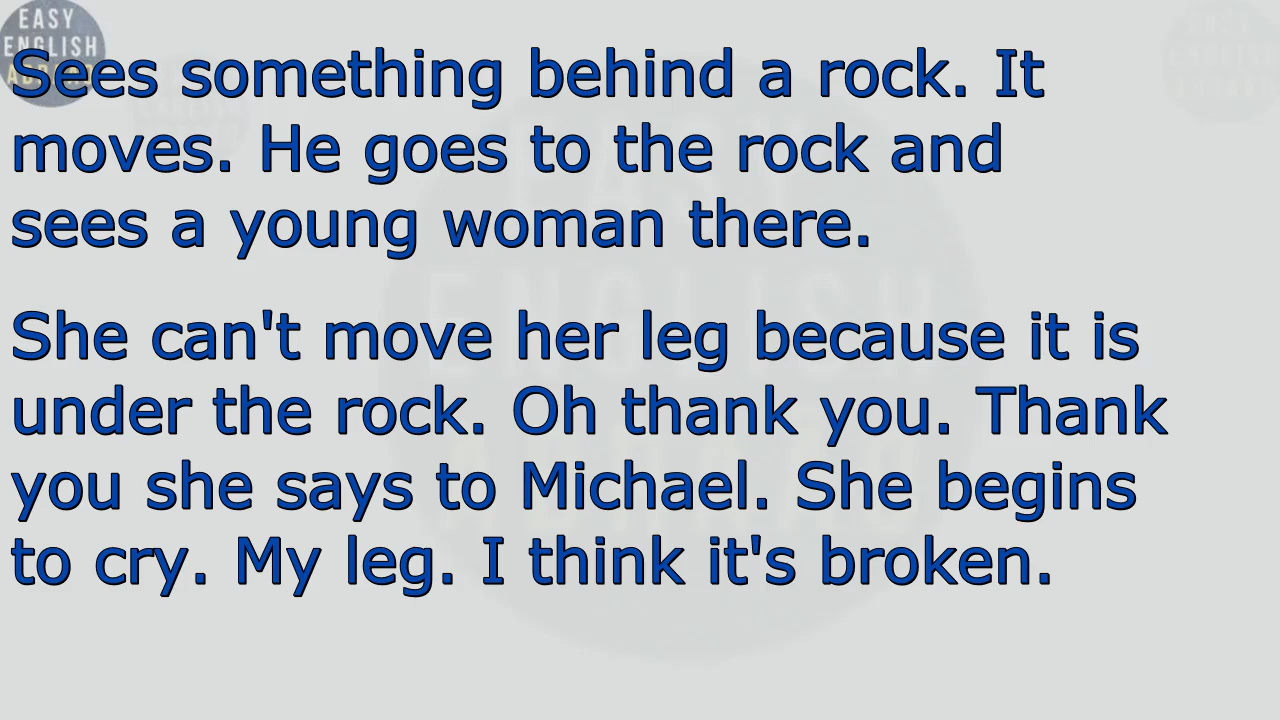 EASY
ENGLISH
Sees something behind a rock. It
moves. He goes to the rock and
sees a young woman there.
She can't move her leg because it is
under the rock. Oh thank you. Thank
you she says to Michael. She begins
to cry. My leg. I think it's broken.